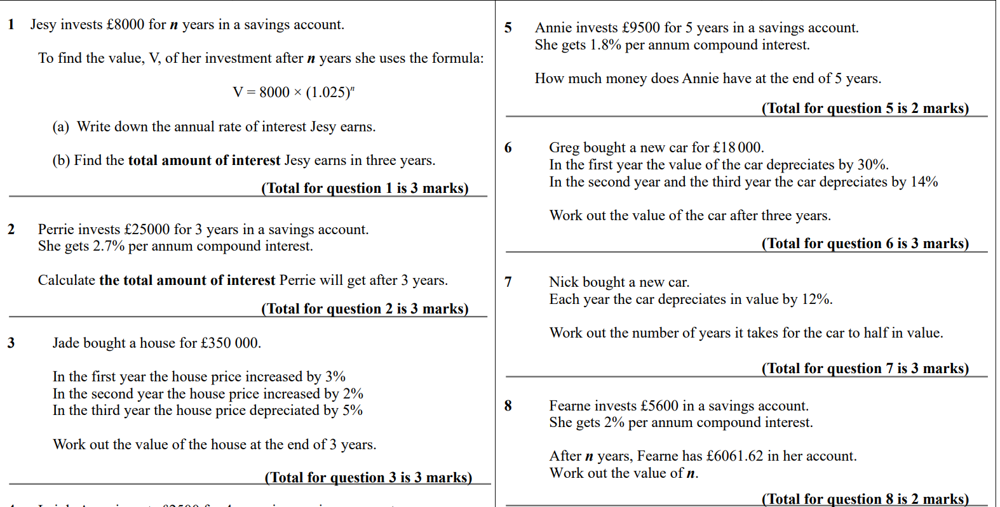 1 Jesy invests £8000 for n years in a savings account.
To find the value, V, of her investment after n years she uses the formula:
V = 8000 × (1.025)ⁿ
(a) Write down the annual rate of interest Jesy earns.
(b) Find the total amount of interest Jesy earns in three years.
(Total for question 1 is 3 marks)
2 Perrie invests £25000 for 3 years in a savings account.
She gets 2.7% per annum compound interest.
Calculate the total amount of interest Perrie will get after 3 years.
(Total for question 2 is 3 marks)
3 Jade bought a house for £350 000.
In the first year the house price increased by 3%
In the second year the house price increased by 2%
In the third year the house price depreciated by 5%
Work out the value of the house at the end of 3 years.
(Total for question 3 is 3 marks)
5 Annie invests £9500 for 5 years in a savings account.
She gets 1.8% per annum compound interest.
How much money does Annie have at the end of 5 years.
(Total for question 5 is 2 marks)
6 Greg bought a new car for £18 000.
In the first year the value of the car depreciates by 30%.
In the second year and the third year the car depreciates by 14%
Work out the value of the car after three years.
(Total for question 6 is 3 marks)
7 Nick bought a new car.
Each year the car depreciates in value by 12%.
Work out the number of years it takes for the car to half in value.
(Total for question 7 is 3 marks)
8 Fearne invests £5600 in a savings account.
She gets 2% per annum compound interest.
After n years, Fearne has £6061.62 in her account.
Work out the value of n.
(Total for question 8 is 2 marks)